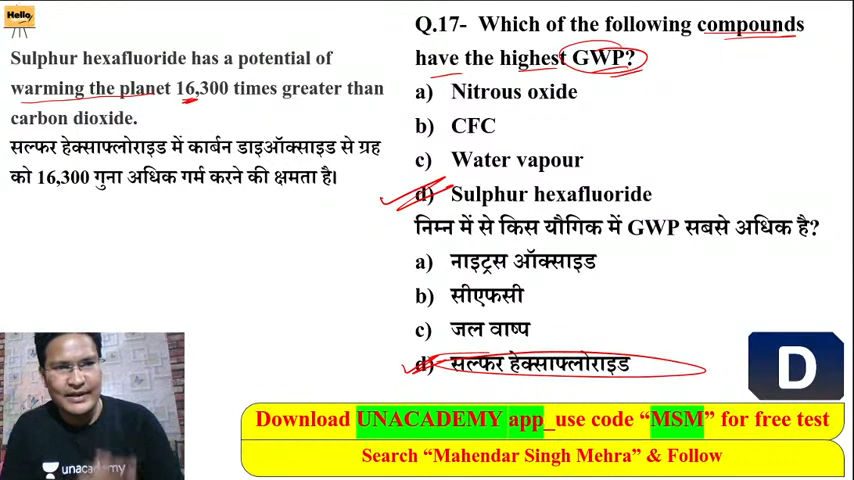 Hello
Sulphur hexafluoride has a potential of
warming the planet 16,300 times greater than
carbon dioxide.
सल्फर हेक्साफ्लोराइड में कार्बन डाइऑक्साइड से ग्रह
को 16,300 गुना अधिक गर्म करने की क्षमता है।
Q.17- Which of the following compounds
have the highest GWP?
a) Nitrous oxide
b) CFC
c) Water vapour
d) Sulphur hexafluoride
निम्न में से किस यौगिक में GWP सबसे अधिक है?
a) नाइट्रस ऑक्साइड
b) सीएफसी
c) जल वाष्प
d) सल्फर हेक्साफ्लोराइड
D
unacademy
Download UNACADEMY app_use code “MSM” for free test
Search “Mahendar Singh Mehra” & Follow